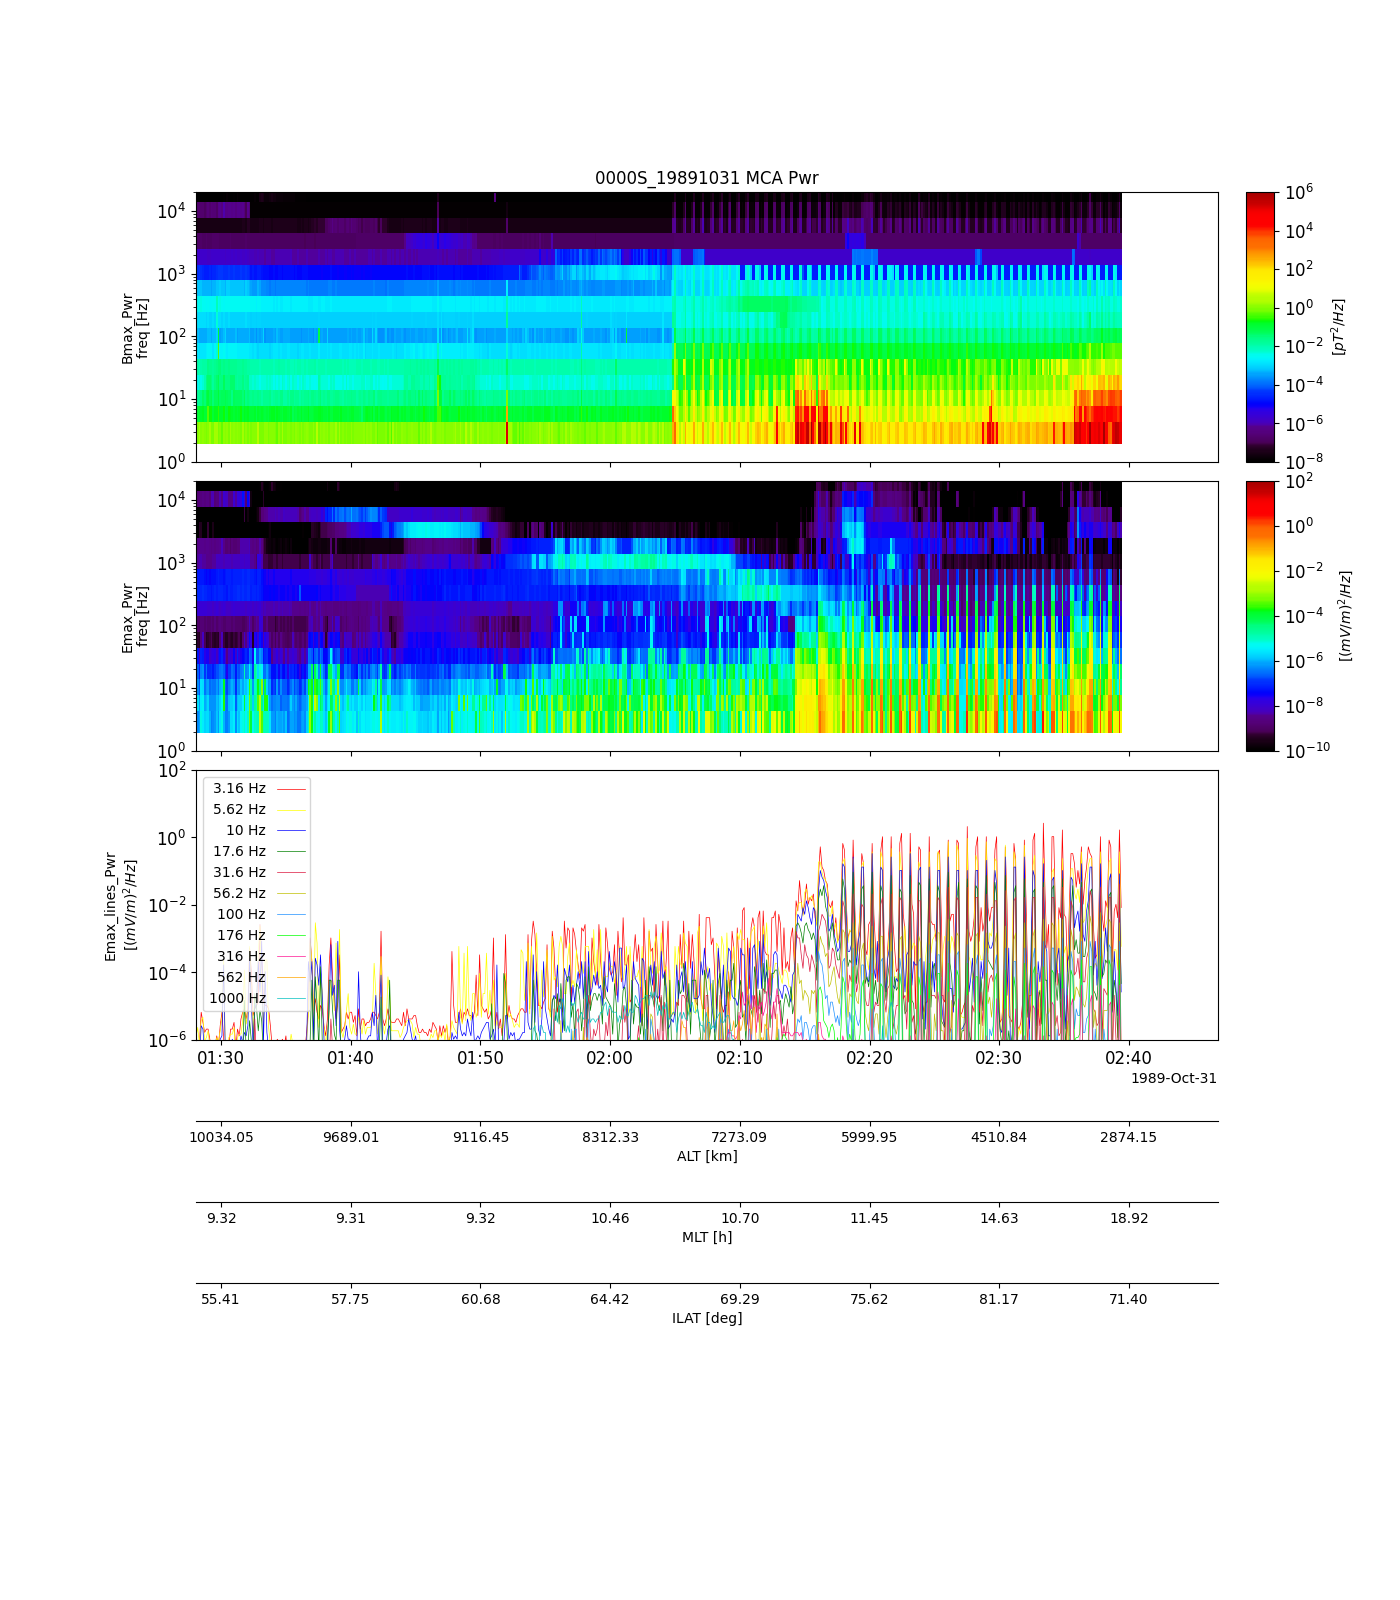 0000S_19891031 MCA Pwr
Bmax_Pwr
freq [Hz]
10^4
10^3
10^2
10^1
10^0
10^6
10^4
10^2
10^0
10^-2
10^-4
10^-6
10^-8
[pT^2/Hz]
Emax_Pwr
freq [Hz]
10^4
10^3
10^2
10^1
10^0
10^2
10^0
10^-2
10^-4
10^-6
10^-8
10^-10
[(mV/m)^2/Hz]
Emax_lines_Pwr
[(mV/m)^2/Hz]
10^2
10^0
10^-2
10^-4
10^-6
3.16 Hz
5.62 Hz
10 Hz
17.6 Hz
31.6 Hz
56.2 Hz
100 Hz
176 Hz
316 Hz
562 Hz
1000 Hz
01:30 01:40 01:50 02:00 02:10 02:20 02:30 02:40
1989-Oct-31
10034.05 9689.01 9116.45 8312.33 7273.09 5999.95 4510.84 2874.15
ALT [km]
9.32 9.31 9.32 10.46 10.70 11.45 14.63 18.92
MLT [h]
55.41 57.75 60.68 64.42 69.29 75.62 81.17 71.40
ILAT [deg]